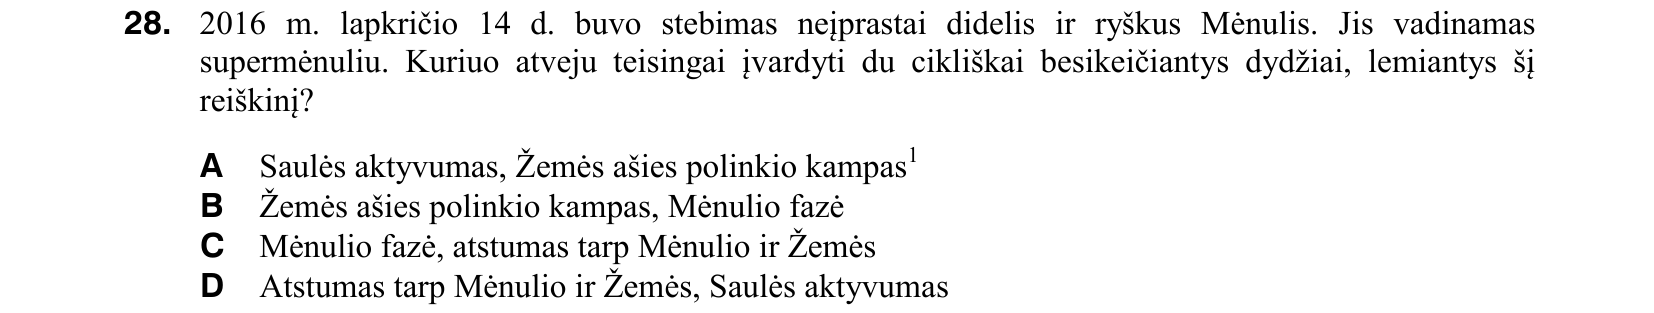 28. 2016 m. lapkričio 14 d. buvo stebimas neįprastai didelis ir ryškus Mėnulis. Jis vadinamas
supermėnuliu. Kuriuo atveju teisingai įvardyti du cikliškai besikeičiantys dydžiai, lemiantys šį
reiškinį?
A Saulės aktyvumas, Žemės ašies polinkio kampas¹
B Žemės ašies polinkio kampas, Mėnulio fazė
C Mėnulio fazė, atstumas tarp Mėnulio ir Žemės
D Atstumas tarp Mėnulio ir Žemės, Saulės aktyvumas